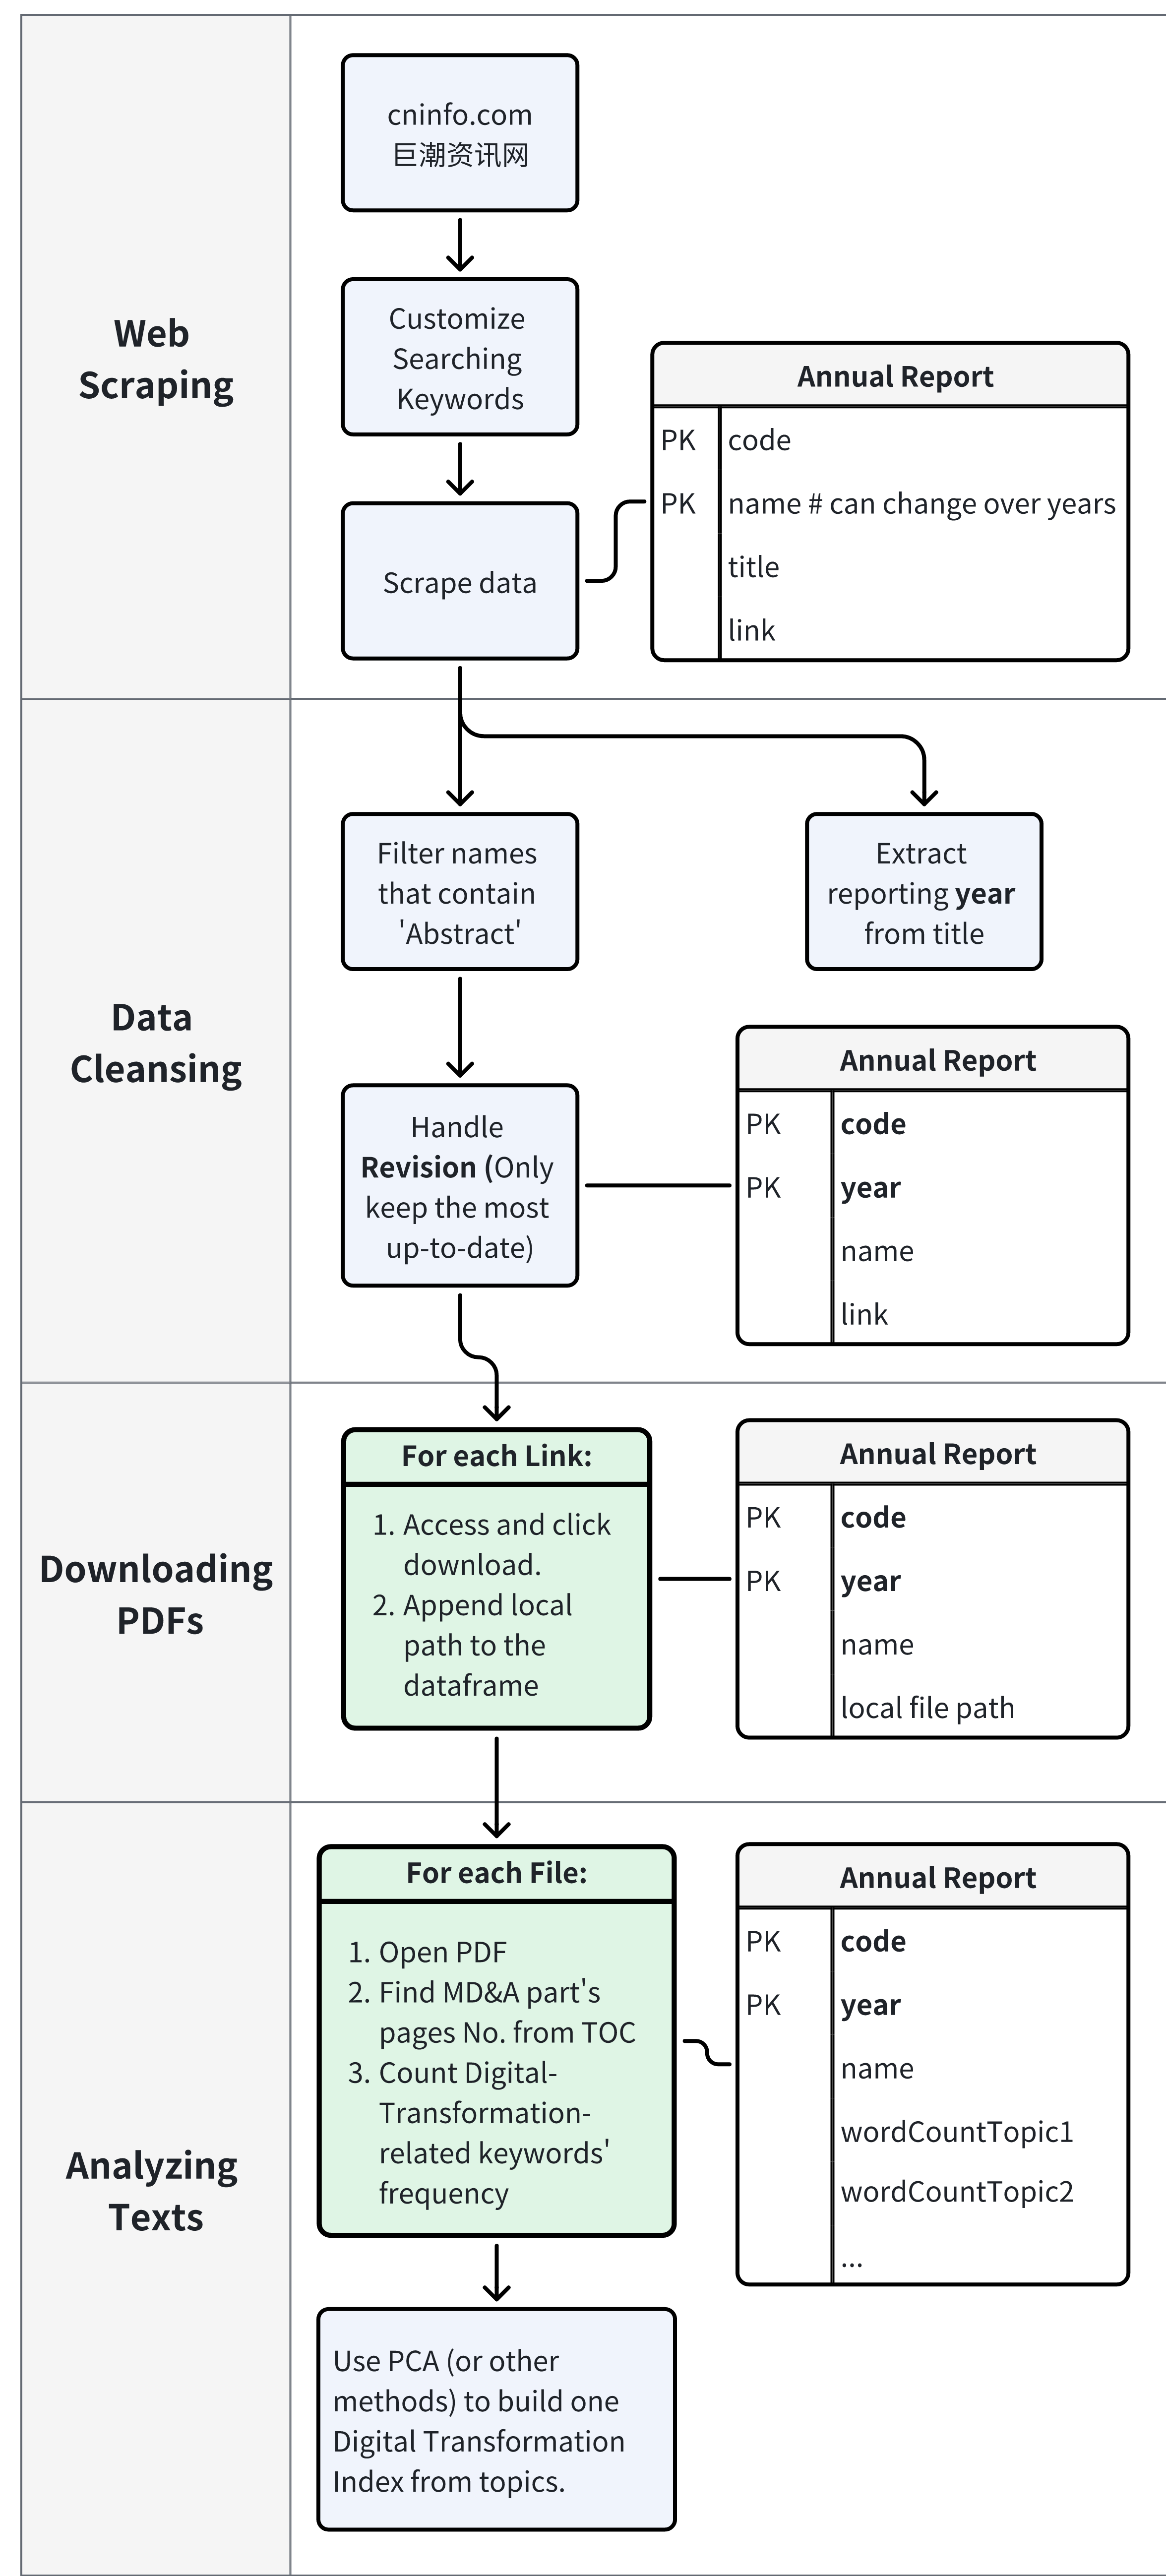 Web
Scraping
cninfo.com
巨潮资讯网
Customize
Searching
Keywords
Scrape data
Annual Report
PK code
PK name # can change over years
title
link
Data
Cleansing
Filter names
that contain
'Abstract'
Extract
reporting year
from title
Handle
Revision (Only
keep the most
up-to-date)
Annual Report
PK code
PK year
name
link
Downloading
PDFs
For each Link:
1. Access and click
download.
2. Append local
path to the
dataframe
Annual Report
PK code
PK year
name
local file path
Analyzing
Texts
For each File:
1. Open PDF
2. Find MD&A part's
pages No. from TOC
3. Count Digital-
Transformation-
related keywords'
frequency
Annual Report
PK code
PK year
name
wordCountTopic1
wordCountTopic2
...
Use PCA (or other
methods) to build one
Digital Transformation
Index from topics.